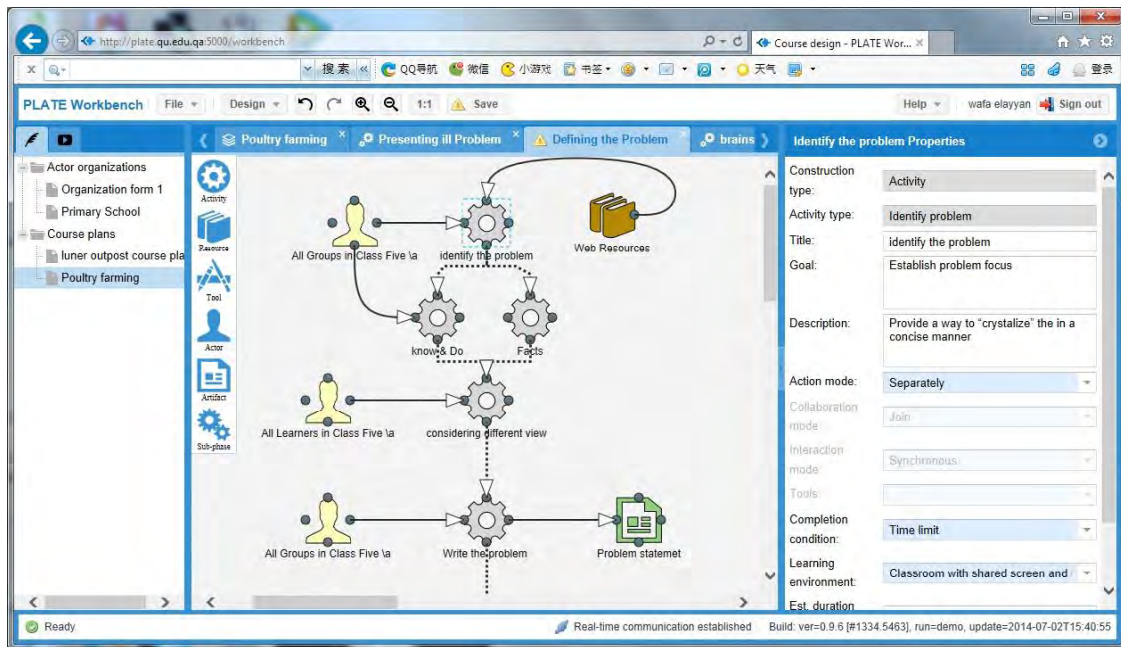 http://plate.qu.edu.qa:5000/workbench
Course design - PLATE Wor...
搜索 QQ导航 微信 小游戏 书签 天气 登录
PLATE Workbench File Design 1:1 Save Help wafa elayyan Sign out
Poultry farming Presenting ill Problem Defining the Problem brains
Identify the problem Properties
Actor organizations
Organization form 1
Primary School
Course plans
luner outpost course pla
Poultry farming
Activity
Resource
Tool
Actor
Artifact
Sub-phase
All Groups in Class Five \a
identify the problem
Web Resources
know & Do
Facts
All Learners in Class Five \a
considering different view
All Groups in Class Five \a
Write the problem
Problem statemet
Construction type: Activity
Activity type: Identify problem
Title: identify the problem
Goal: Establish problem focus
Description: Provide a way to “crystalize” the in a
concise manner
Action mode: Separately
Collaboration mode Join
Interaction mode Synchronous
Tools
Completion condition: Time limit
Learning environment: Classroom with shared screen and
Est. duration
Ready
Real-time communication established
Build: ver=0.9.6 [#1334.5463], run=demo, update=2014-07-02T15:40:55